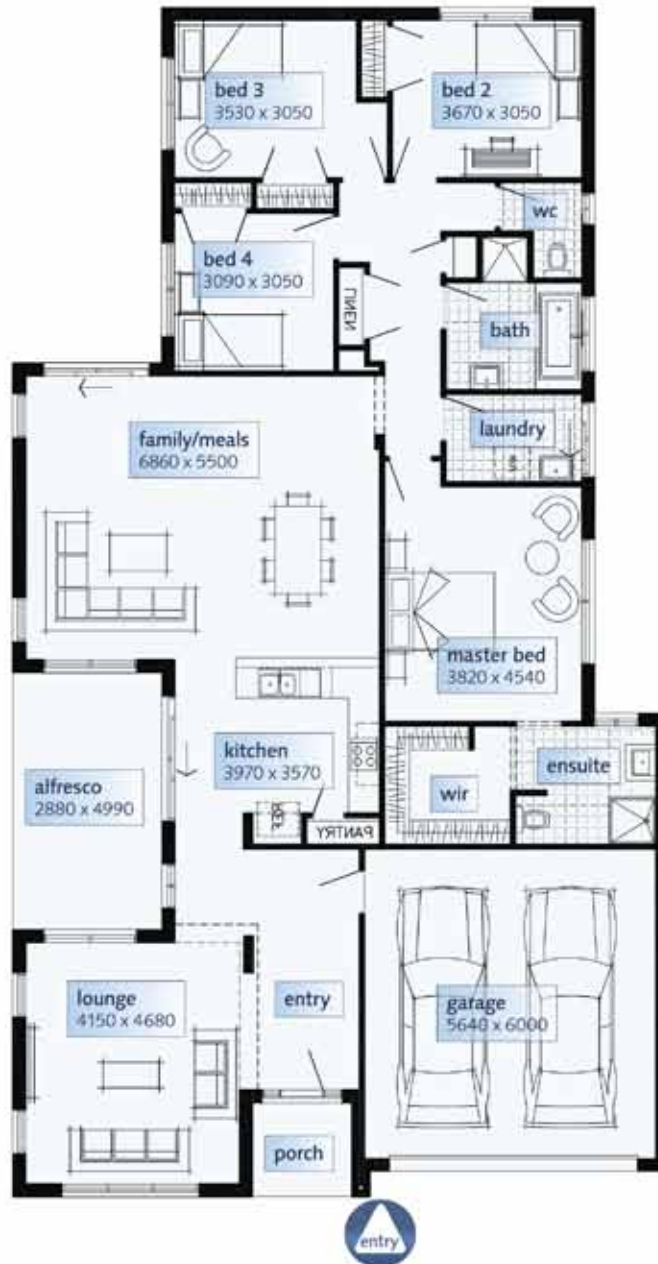 bed 3
3530 x 3050
bed 2
3670 x 3050
wc
bed 4
3090 x 3050
LINEN
bath
laundry
family/meals
6860 x 5500
master bed
3820 x 4540
kitchen
3970 x 3570
ensuite
wir
alfresco
2880 x 4990
REF
PANTRY
lounge
4150 x 4680
entry
garage
5640 x 6000
porch
entry